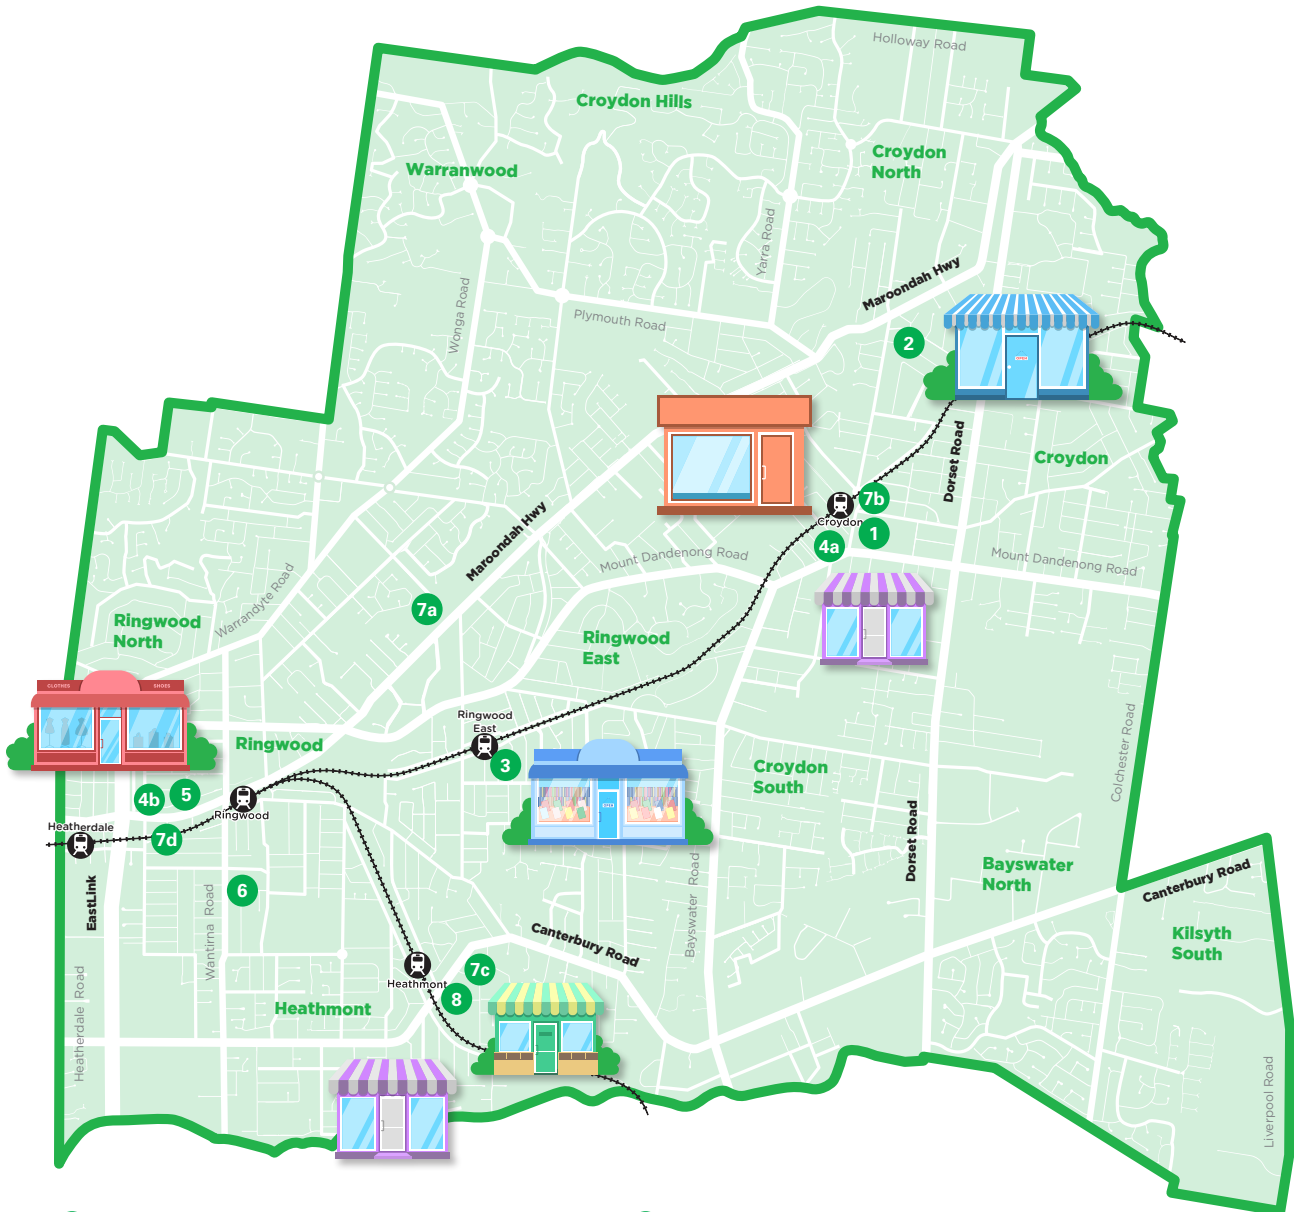 Holloway Road
Croydon Hills
Croydon
North
Warranwood
Yarra Road
Maroondah Hwy
Wonga Road
Plymouth Road
2
OPEN
Dorset Road
Croydon
7b
Croydon
1
4a
Maroondah Hwy
Mount Dandenong Road
Mount Dandenong Road
Warrandyte Road
7a
Ringwood
North
Ringwood
East
CLOTHES
SHOES
Ringwood
Ringwood
East
3
Colchester Road
Croydon
South
4b
5
Ringwood
OPEN
Heatherdale
7d
Dorset Road
EastLink
6
Wantirna Road
Bayswater Road
Bayswater
North
Canterbury Road
Canterbury Road
Kilsyth
South
Heatherdale Road
Heathmont
7c
8
Heathmont
Liverpool Road